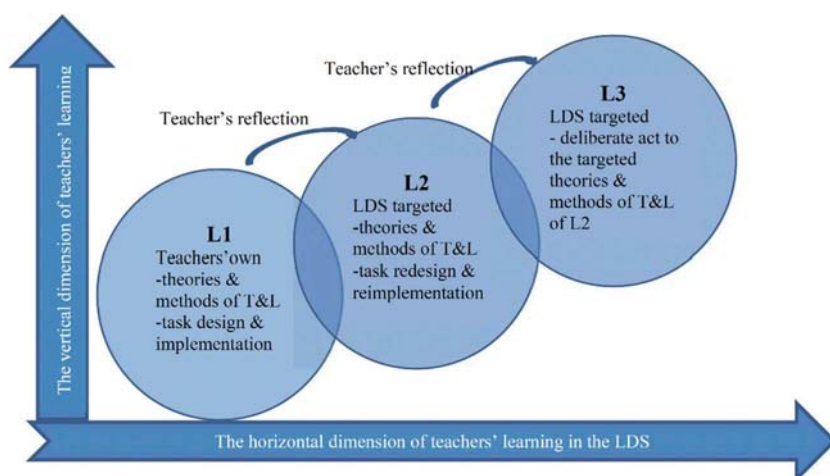 The vertical dimension of teachers' learning
Teacher's reflection
Teacher's reflection
L1
Teachers'own
-theories &
methods of T&L
-task design &
implementation
L2
LDS targeted
-theories &
methods of T&L
-task redesign &
reimplementation
L3
LDS targeted
- deliberate act to
the targeted
theories &
methods of T&L
of L2
The horizontal dimension of teachers' learning in the LDS